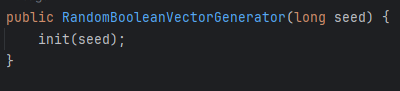 public RandomBooleanVectorGenerator(long seed) {
    init(seed);
}